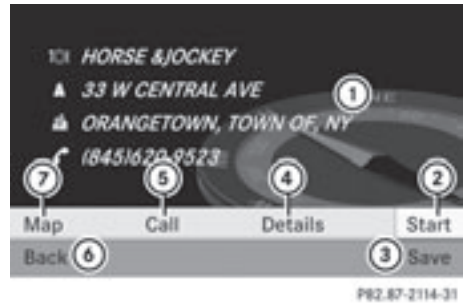 HORSE &JOCKEY
33 W CENTRAL AVE
1
ORANGETOWN, TOWN OF, NY
(845)620-9523
7 5 4 2
Map Call Details Start
Back 6 3 Save
P82.87-2114-31